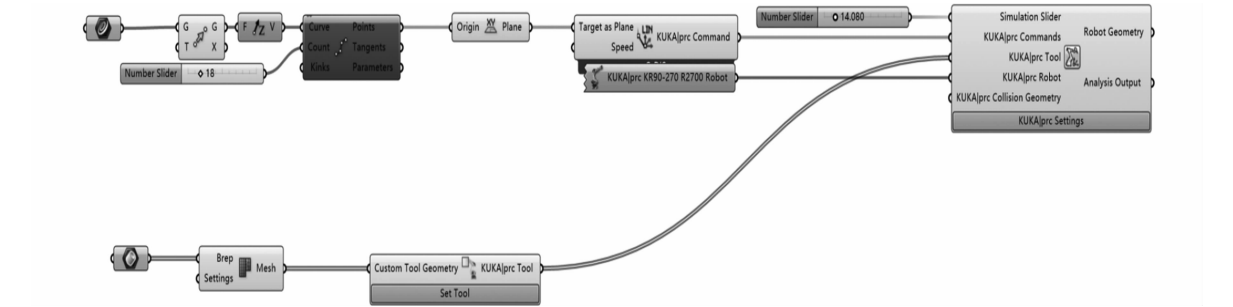 G G
T X
F V
Curve Points
Count Tangents
Kinks Parameters
Number Slider 18
Origin XY Plane
Target as Plane
LIN
KUKA|prc Command
Speed
KUKA|prc KR90-270 R2700 Robot
Number Slider 14.080
Simulation Slider
KUKA|prc Commands
KUKA|prc Tool
KUKA|prc Robot
KUKA|prc Collision Geometry
Robot Geometry
Analysis Output
KUKA|prc Settings
Brep
Settings
Mesh
Custom Tool Geometry KUKA|prc Tool
Set Tool